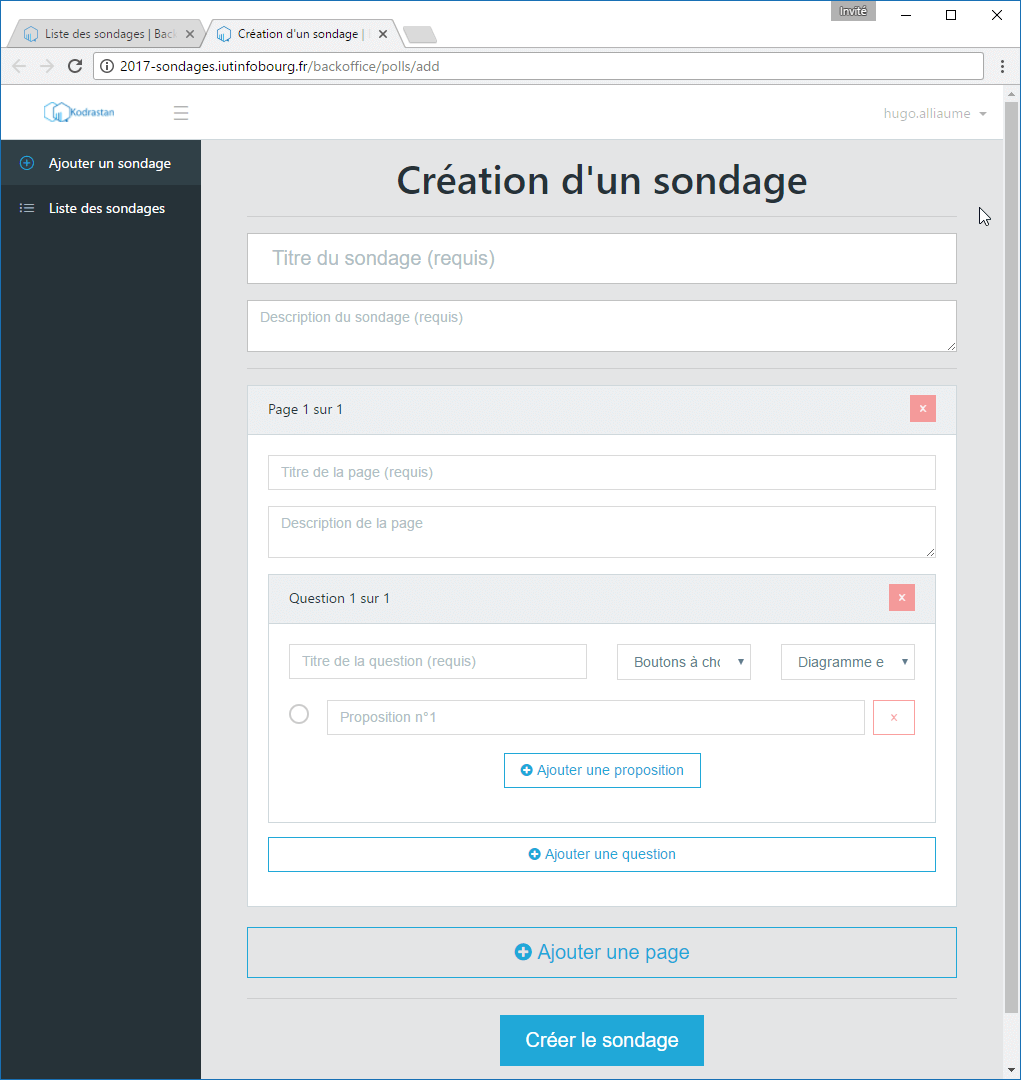 Invité
Liste des sondages | Back
Création d'un sondage |
2017-sondages.iutinfobourg.fr/backoffice/polls/add
Kodrastan
hugo.alliaume
Ajouter un sondage
Liste des sondages
Création d'un sondage
Titre du sondage (requis)
Description du sondage (requis)
Page 1 sur 1
x
Titre de la page (requis)
Description de la page
Question 1 sur 1
x
Titre de la question (requis)
Boutons à cho
Diagramme e
Proposition n°1
x
Ajouter une proposition
Ajouter une question
Ajouter une page
Créer le sondage